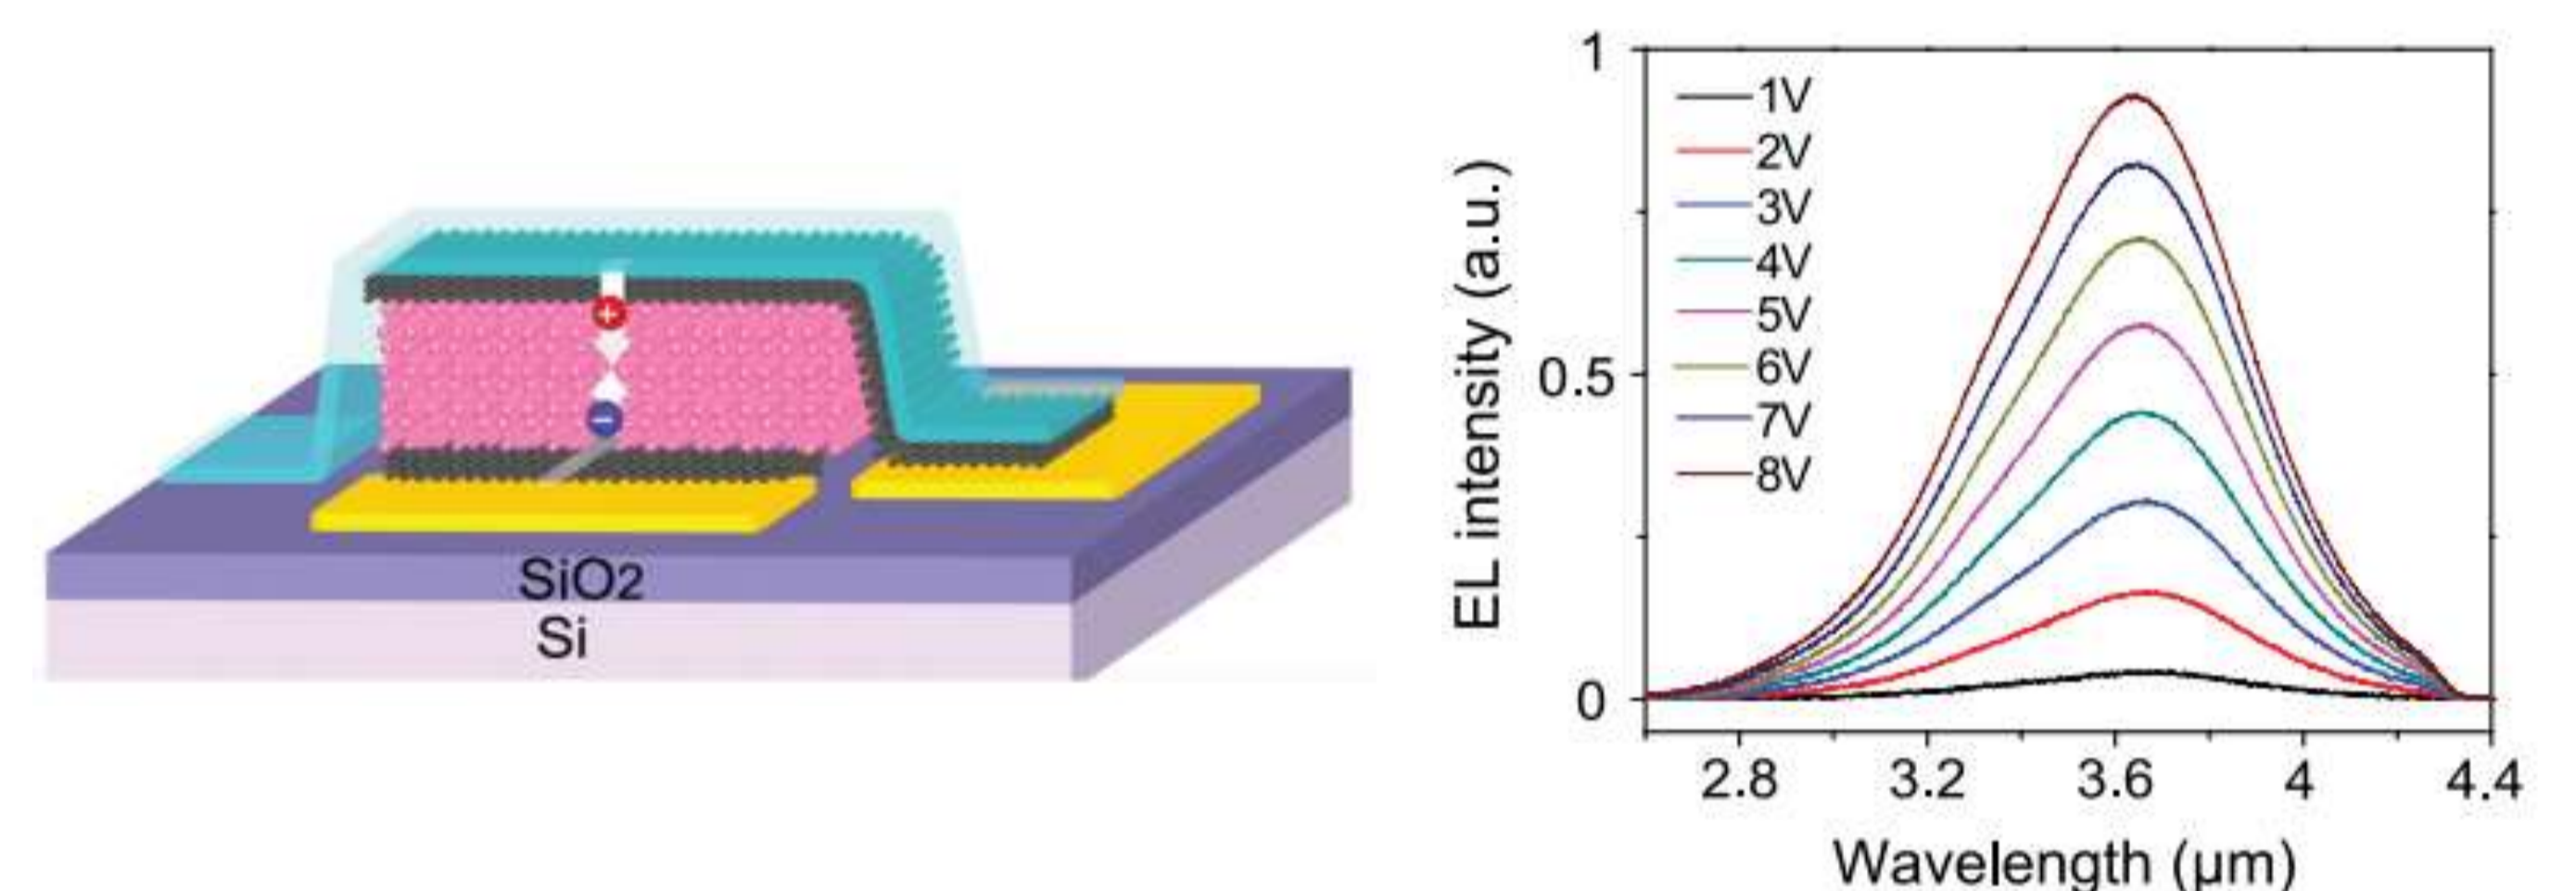 SiO2
Si
+
−
EL intensity (a.u.)
1
0.5
0
1V
2V
3V
4V
5V
6V
7V
8V
2.8 3.2 3.6 4 4.4
Wavelength (μm)